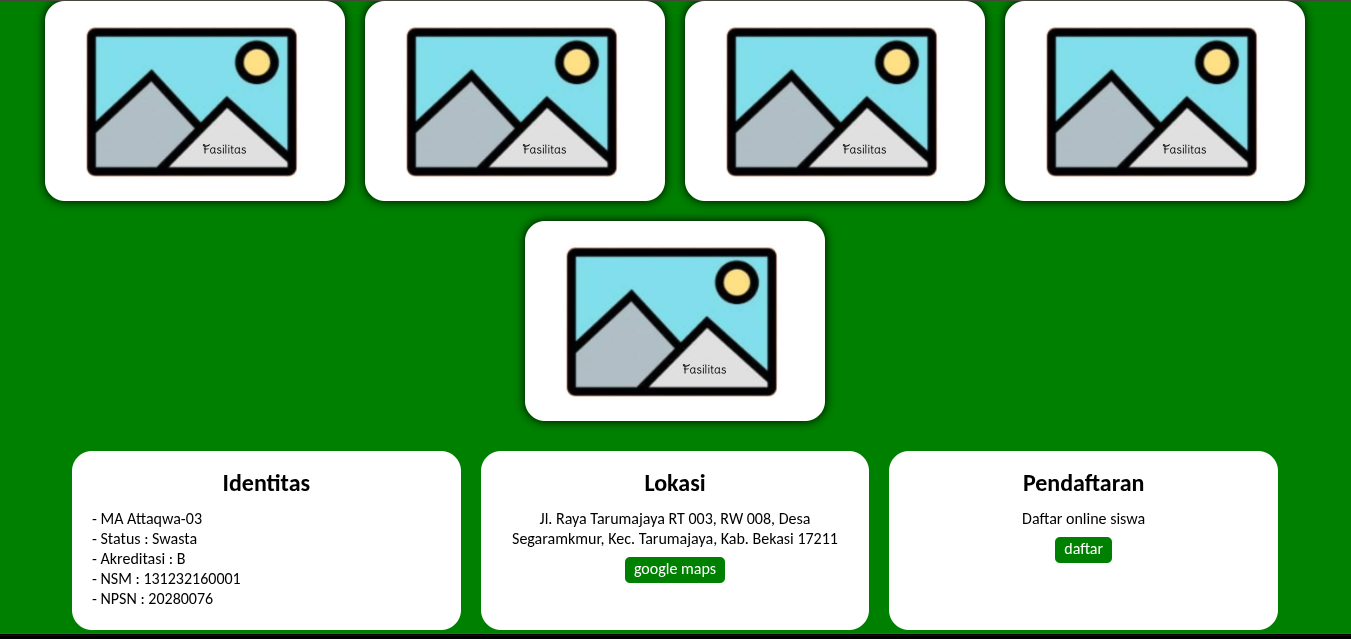 Fasilitas
Fasilitas
Fasilitas
Fasilitas
Fasilitas
Identitas
- MA Attaqwa-03
- Status : Swasta
- Akreditasi : B
- NSM : 131232160001
- NPSN : 20280076
Lokasi
Jl. Raya Tarumajaya RT 003, RW 008, Desa
Segaramkmur, Kec. Tarumajaya, Kab. Bekasi 17211
google maps
Pendaftaran
Daftar online siswa
daftar